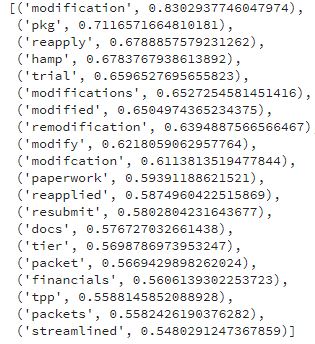 [('modification', 0.8302937746047974),
('pkg', 0.7116571664810181),
('reapply', 0.6788857579231262),
('hamp', 0.6783767938613892),
('trial', 0.6596527695655823),
('modifications', 0.6527254581451416),
('modified', 0.6504974365234375),
('remodification', 0.6394887566566467),
('modify', 0.6218059062957764),
('modifcation', 0.6113813519477844),
('paperwork', 0.59391188621521),
('reapplied', 0.5874960422515869),
('resubmit', 0.5802804231643677),
('docs', 0.576727032661438),
('tier', 0.5698786973953247),
('packet', 0.5669429898262024),
('financials', 0.5606139302253723),
('tpp', 0.5588145852088928),
('packets', 0.5582426190376282),
('streamlined', 0.5480291247367859)]